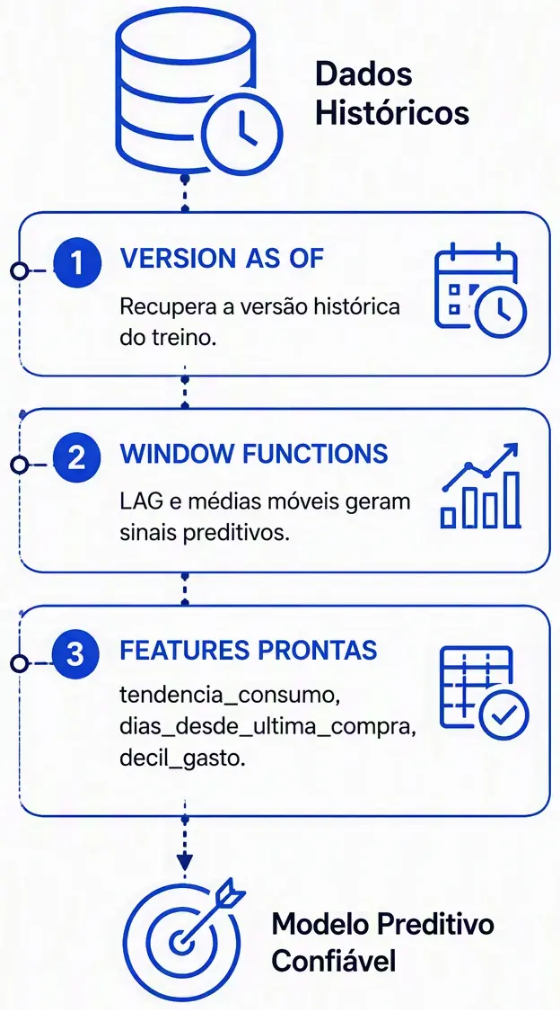 Dados
Históricos
1
VERSION AS OF
Recupera a versão histórica
do treino.
2
WINDOW FUNCTIONS
LAG e médias móveis geram
sinais preditivos.
3
FEATURES PRONTAS
tendencia_consumo,
dias_desde_ultima_compra,
decil_gasto.
Modelo Preditivo
Confiável